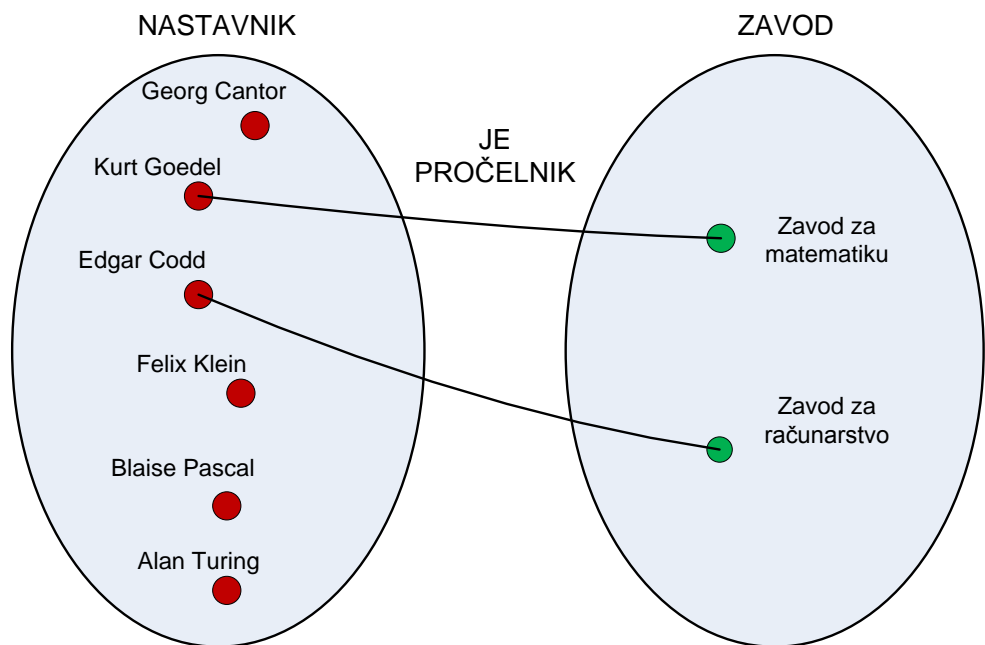 NASTAVNIK
ZAVOD
Georg Cantor
JE
PROČELNIK
Kurt Goedel
Zavod za
matematiku
Edgar Codd
Felix Klein
Zavod za
računarstvo
Blaise Pascal
Alan Turing